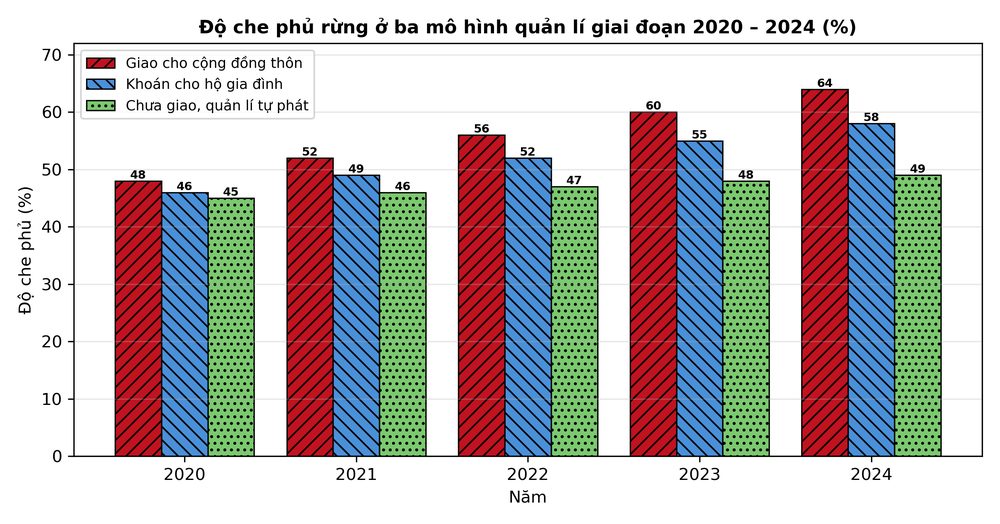 Độ che phủ rừng ở ba mô hình quản lí giai đoạn 2020 – 2024 (%)
Giao cho cộng đồng thôn
Khoán cho hộ gia đình
Chưa giao, quản lí tự phát
Độ che phủ (%)
70
60
50
40
30
20
10
0
48 46 45
52 49 46
56 52 47
60 55 48
64 58 49
2020 2021 2022 2023 2024
Năm